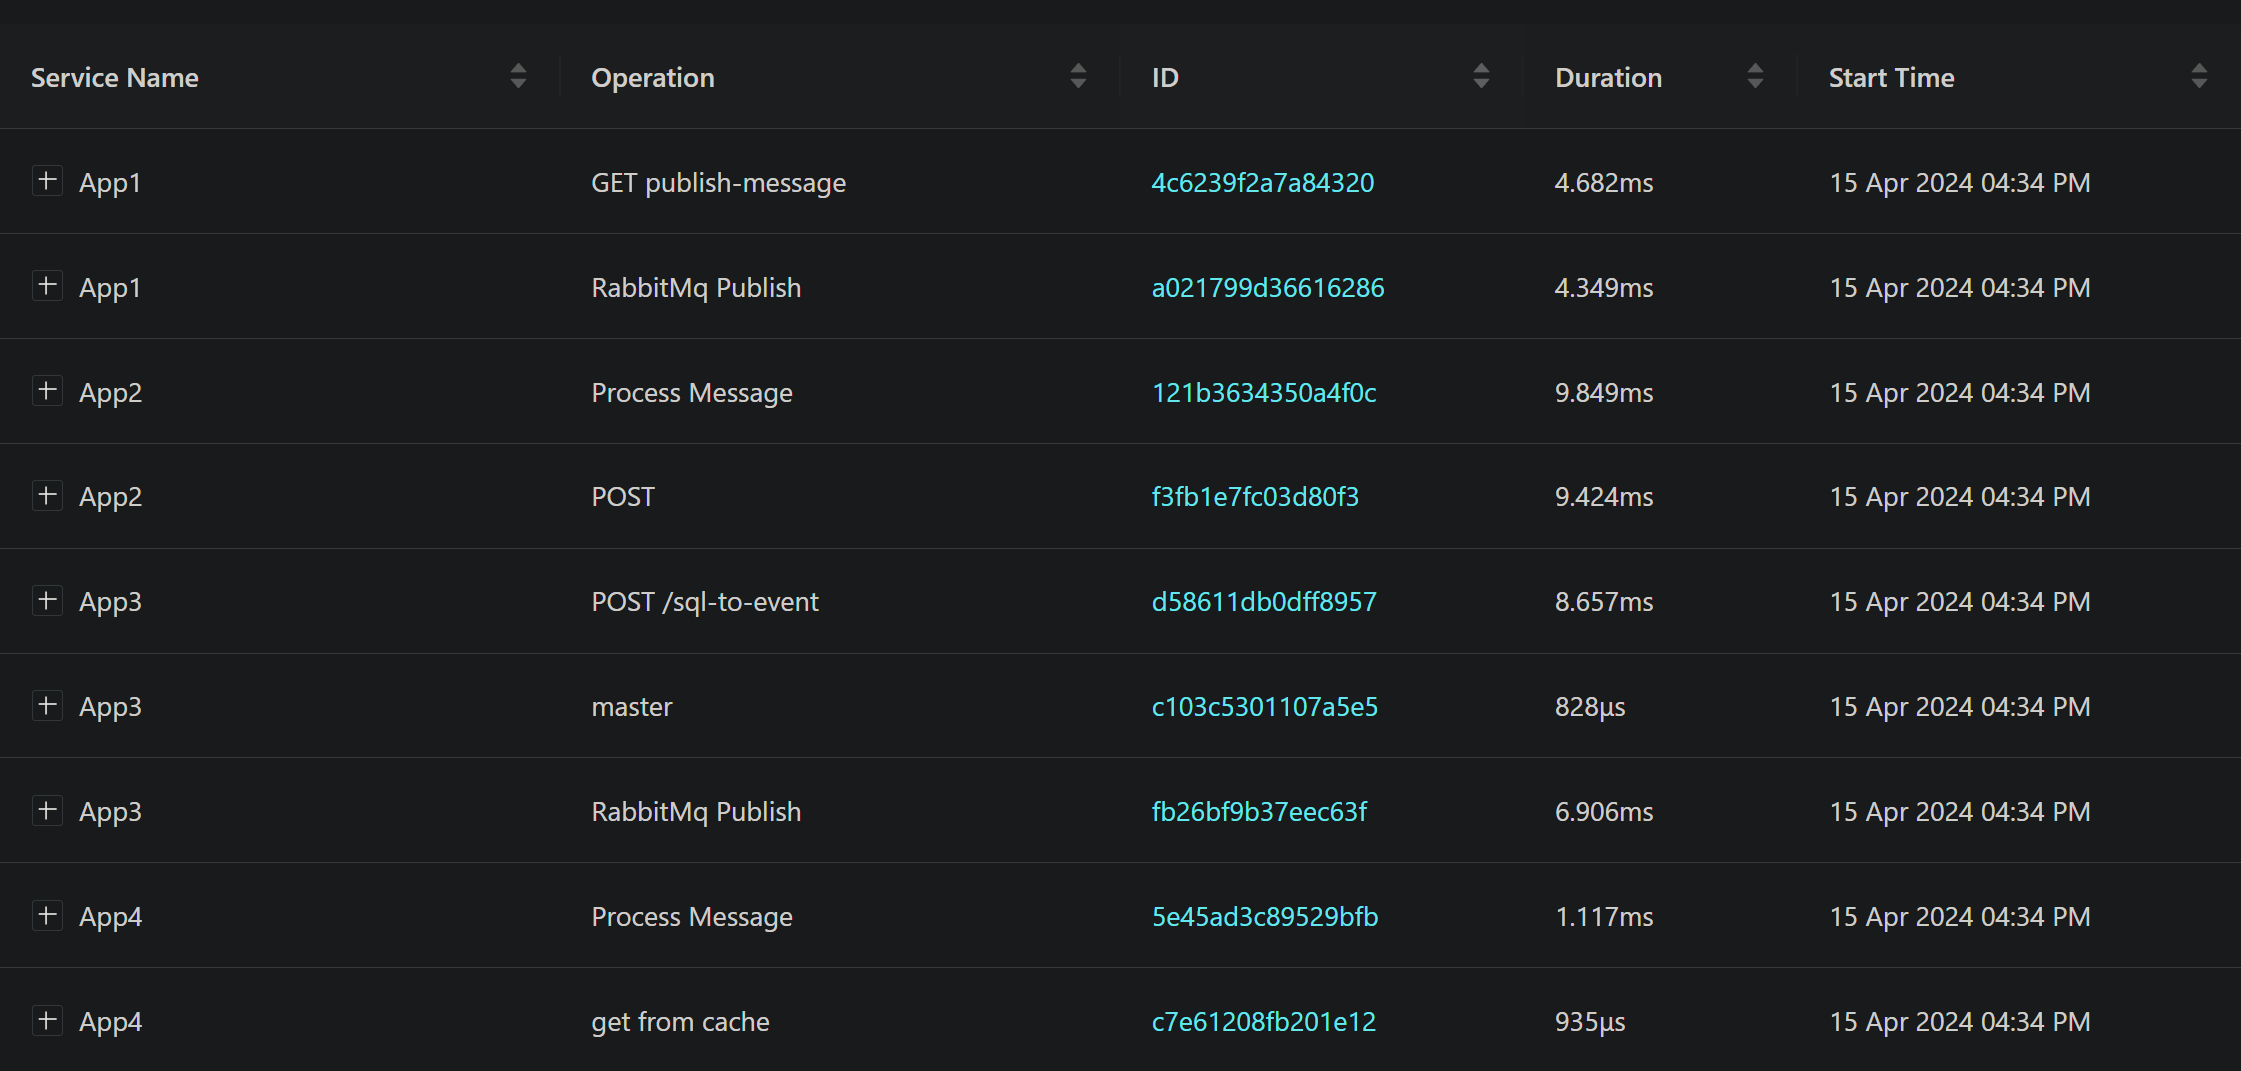 Service Name Operation ID Duration Start Time
App1 GET publish-message 4c6239f2a7a84320 4.682ms 15 Apr 2024 04:34 PM
App1 RabbitMq Publish a021799d36616286 4.349ms 15 Apr 2024 04:34 PM
App2 Process Message 121b3634350a4f0c 9.849ms 15 Apr 2024 04:34 PM
App2 POST f3fb1e7fc03d80f3 9.424ms 15 Apr 2024 04:34 PM
App3 POST /sql-to-event d58611db0dff8957 8.657ms 15 Apr 2024 04:34 PM
App3 master c103c5301107a5e5 828μs 15 Apr 2024 04:34 PM
App3 RabbitMq Publish fb26bf9b37eec63f 6.906ms 15 Apr 2024 04:34 PM
App4 Process Message 5e45ad3c89529bfb 1.117ms 15 Apr 2024 04:34 PM
App4 get from cache c7e61208fb201e12 935μs 15 Apr 2024 04:34 PM